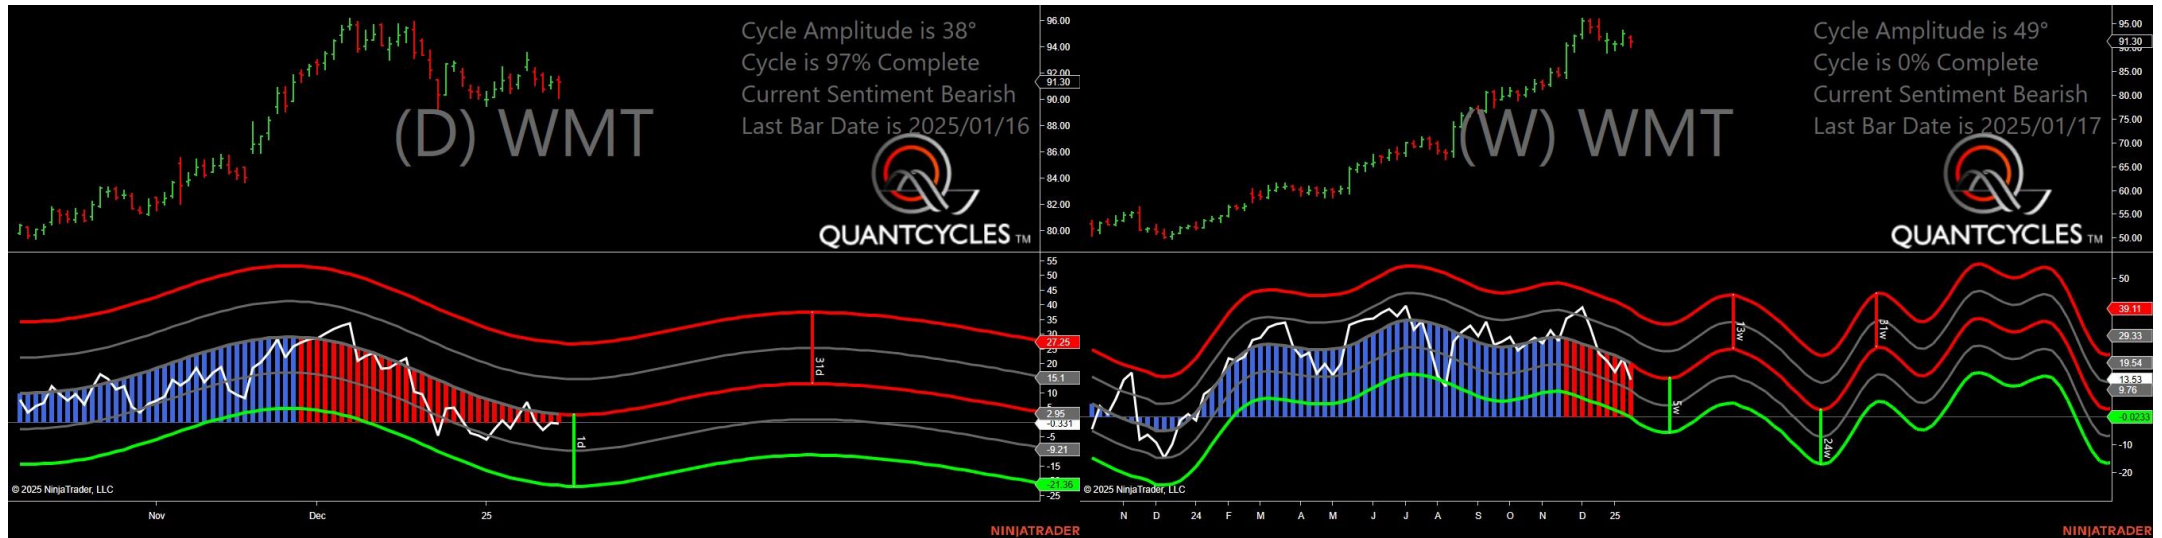 Cycle Amplitude is 38°
Cycle is 97% Complete
Current Sentiment Bearish
Last Bar Date is 2025/01/16
(D) WMT
QUANTCYCLES TM
96.00
94.00
92.00
91.30
90.00
88.00
86.00
84.00
82.00
80.00
55
50
45
40
35
30
27.25
25
20
15.1
10
5
2.95
-0.331
-5
-9.21
-15
-21.36
-25
31d
1d
© 2025 NinjaTrader, LLC
Nov
Dec
25
NINJATRADER
Cycle Amplitude is 49°
Cycle is 0% Complete
Current Sentiment Bearish
Last Bar Date is 2025/01/17
(W) WMT
QUANTCYCLES TM
95.00
91.30
90.00
85.00
80.00
75.00
70.00
65.00
60.00
55.00
50.00
50
39.11
29.33
19.54
13.53
9.76
-0.0233
-10
-20
13w
31w
5w
24w
© 2025 NinjaTrader, LLC
N D 24 F M A M J J A S O N D 25
NINJATRADER